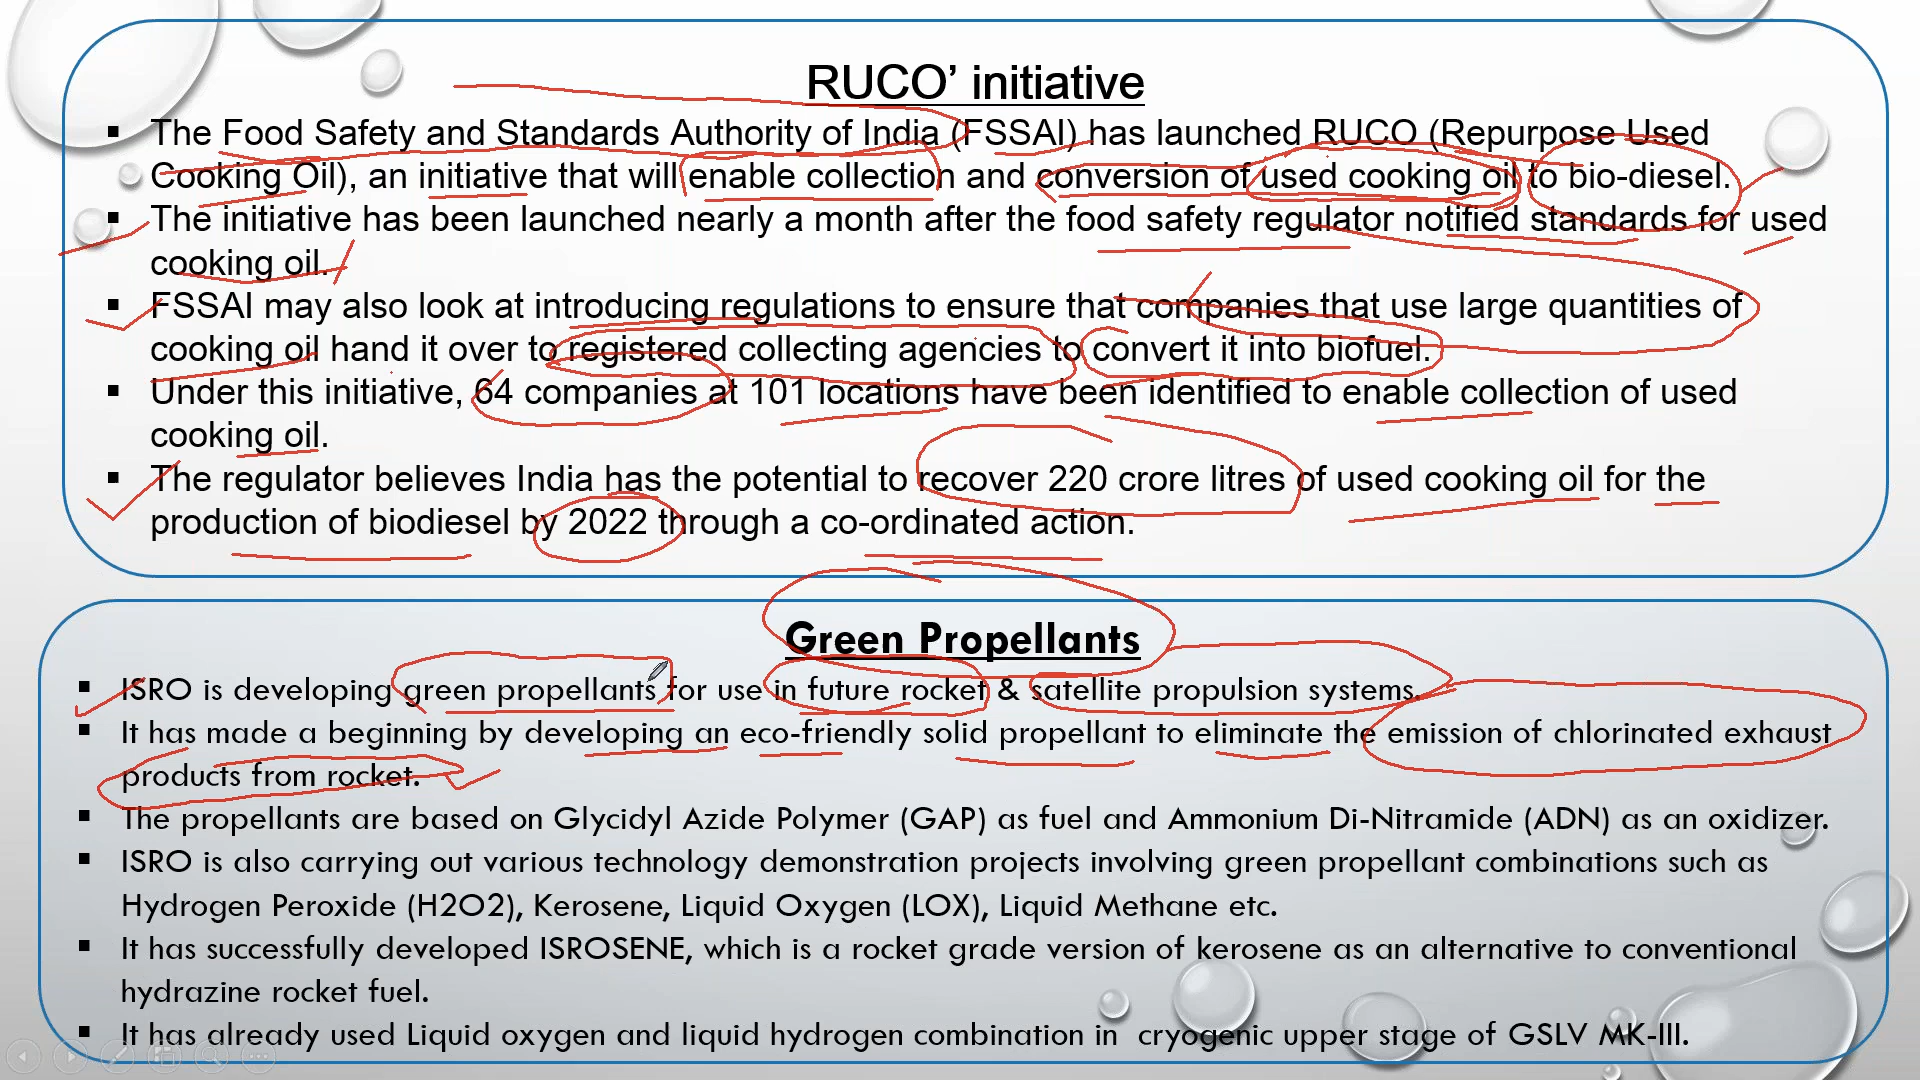 RUCO’ initiative
▪ The Food Safety and Standards Authority of India (FSSAI) has launched RUCO (Repurpose Used
Cooking Oil), an initiative that will enable collection and conversion of used cooking oil to bio-diesel.
▪ The initiative has been launched nearly a month after the food safety regulator notified standards for used
cooking oil.
▪ FSSAI may also look at introducing regulations to ensure that companies that use large quantities of
cooking oil hand it over to registered collecting agencies to convert it into biofuel.
▪ Under this initiative, 64 companies at 101 locations have been identified to enable collection of used
cooking oil.
▪ The regulator believes India has the potential to recover 220 crore litres of used cooking oil for the
production of biodiesel by 2022 through a co-ordinated action.
Green Propellants
▪ ISRO is developing green propellants for use in future rocket & satellite propulsion systems.
▪ It has made a beginning by developing an eco-friendly solid propellant to eliminate the emission of chlorinated exhaust
products from rocket.
▪ The propellants are based on Glycidyl Azide Polymer (GAP) as fuel and Ammonium Di-Nitramide (ADN) as an oxidizer.
▪ ISRO is also carrying out various technology demonstration projects involving green propellant combinations such as
Hydrogen Peroxide (H2O2), Kerosene, Liquid Oxygen (LOX), Liquid Methane etc.
▪ It has successfully developed ISROSENE, which is a rocket grade version of kerosene as an alternative to conventional
hydrazine rocket fuel.
▪ It has already used Liquid oxygen and liquid hydrogen combination in cryogenic upper stage of GSLV MK-III.